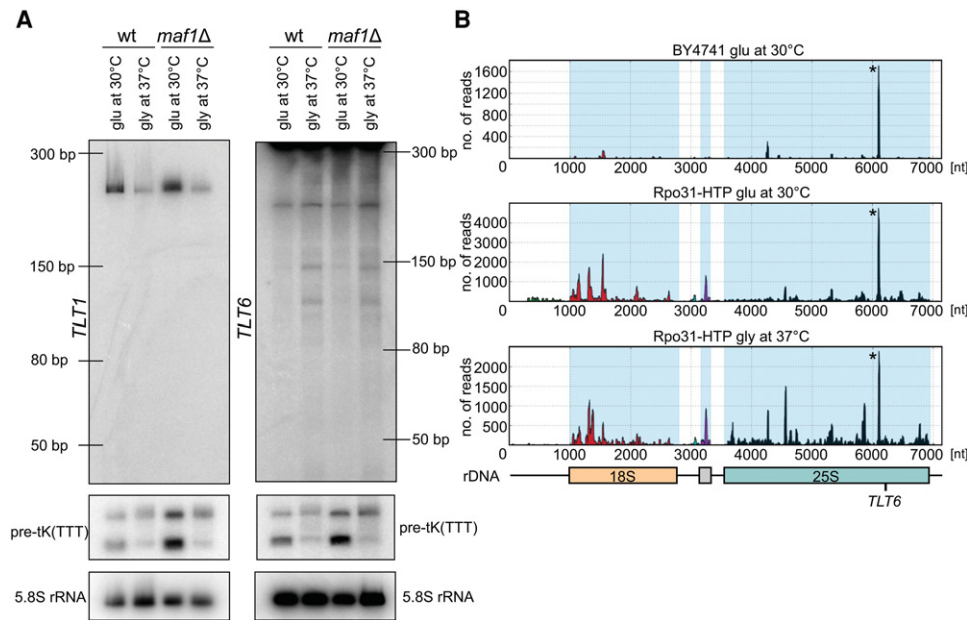 A
wt maf1Δ wt maf1Δ
glu at 30°C gly at 37°C glu at 30°C gly at 37°C glu at 30°C gly at 37°C glu at 30°C gly at 37°C
300 bp
150 bp
80 bp
50 bp
TLT1
300 bp
150 bp
80 bp
50 bp
TLT6
pre-tK(TTT) pre-tK(TTT)
5.8S rRNA 5.8S rRNA
B
BY4741 glu at 30°C
no. of reads
1600
1200
800
400
0
*
0 1000 2000 3000 4000 5000 6000 7000 [nt]
Rpo31-HTP glu at 30°C
no. of reads
4000
3000
2000
1000
0
*
0 1000 2000 3000 4000 5000 6000 7000 [nt]
Rpo31-HTP gly at 37°C
no. of reads
2000
1500
1000
500
0
*
0 1000 2000 3000 4000 5000 6000 7000 [nt]
rDNA 18S 25S
TLT6